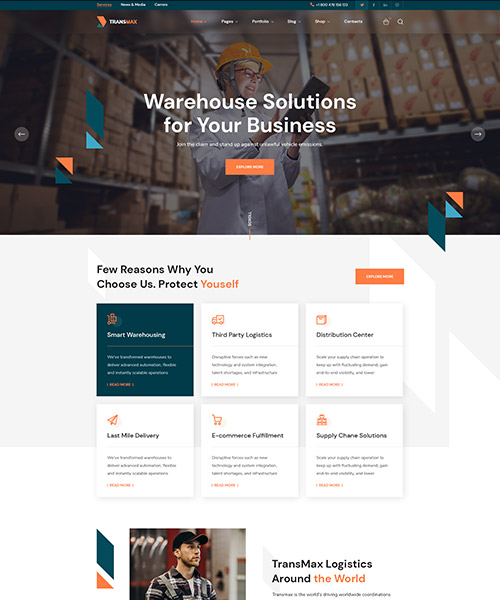 Services News & Media Carrers +1 800 478 156 123
TRANSMAX Home Pages Portfolio Blog Shop Contacts
Warehouse Solutions
for Your Business
Join the claim and stand up against unlawful vehicle emissions.
EXPLORE MORE
SCROLL
Few Reasons Why You
Choose Us. Protect Youself
EXPLORE MORE
Smart Warehousing
We've transformed warehouses to
deliver advanced automation, flexible
and instantly scalable operations
| READ MORE |
Third Party Logistics
Disruptive forces such as new
technology and system integration,
talent shortages, and infrastructure
| READ MORE |
Distribution Center
Scale your supply chain operation to
keep up with fluctuating demand; gain
end-to-end visibility, and lower
| READ MORE |
Last Mile Delivery
We've transformed warehouses to
deliver advanced automation, flexible
and instantly scalable operations
| READ MORE |
E-commerce Fulfillment
Disruptive forces such as new
technology and system integration,
talent shortages, and infrastructure
| READ MORE |
Supply Chane Solutions
Scale your supply chain operation to
keep up with fluctuating demand; gain
end-to-end visibility, and lower
| READ MORE |
TransMax Logistics
Around the World
Transmax is the world's driving worldwide coordinations